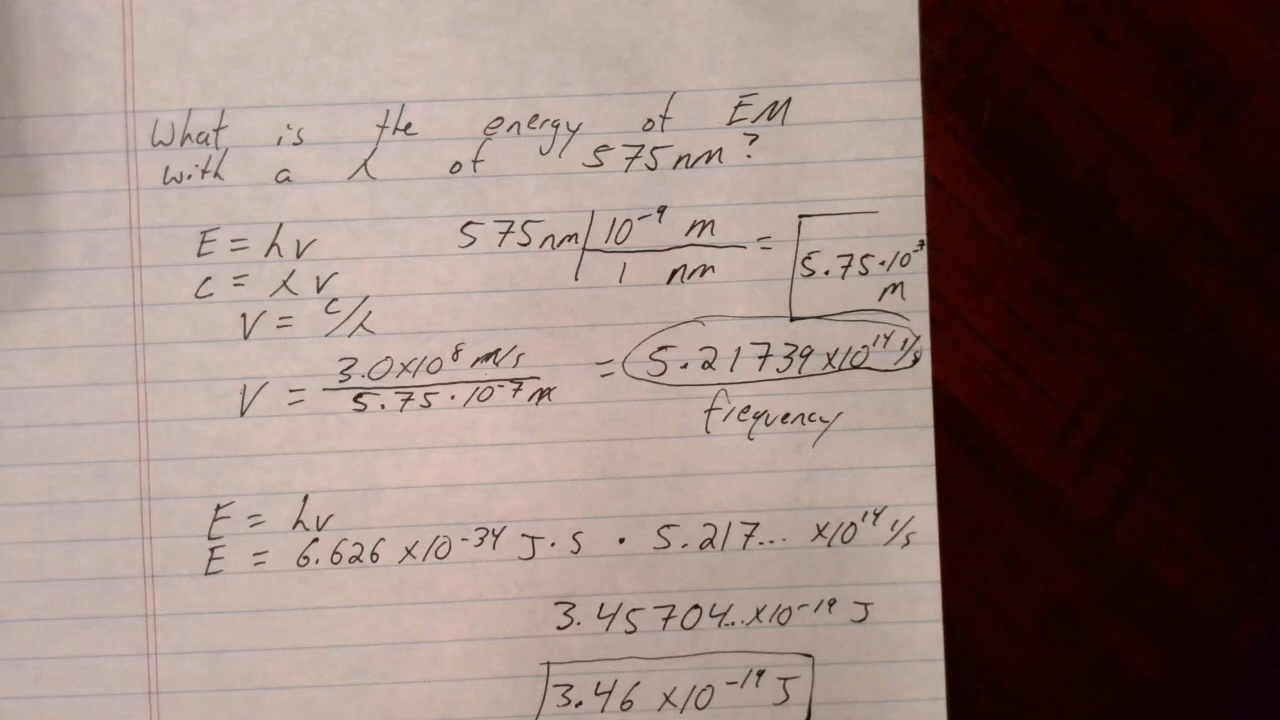 What is the energy of EM
with a λ of 575nm?
E = hν
575nm | 10⁻⁹ m / 1 nm = 5.75·10⁻⁷ m
c = λν
ν = c/λ
ν = 3.0×10⁸ m/s / 5.75·10⁻⁷ m = 5.21739×10¹⁴ 1/s
frequency
E = hν
E = 6.626×10⁻³⁴ J·s · 5.217... ×10¹⁴ 1/s
3.45704..×10⁻¹⁹ J
3.46 ×10⁻¹⁹ J